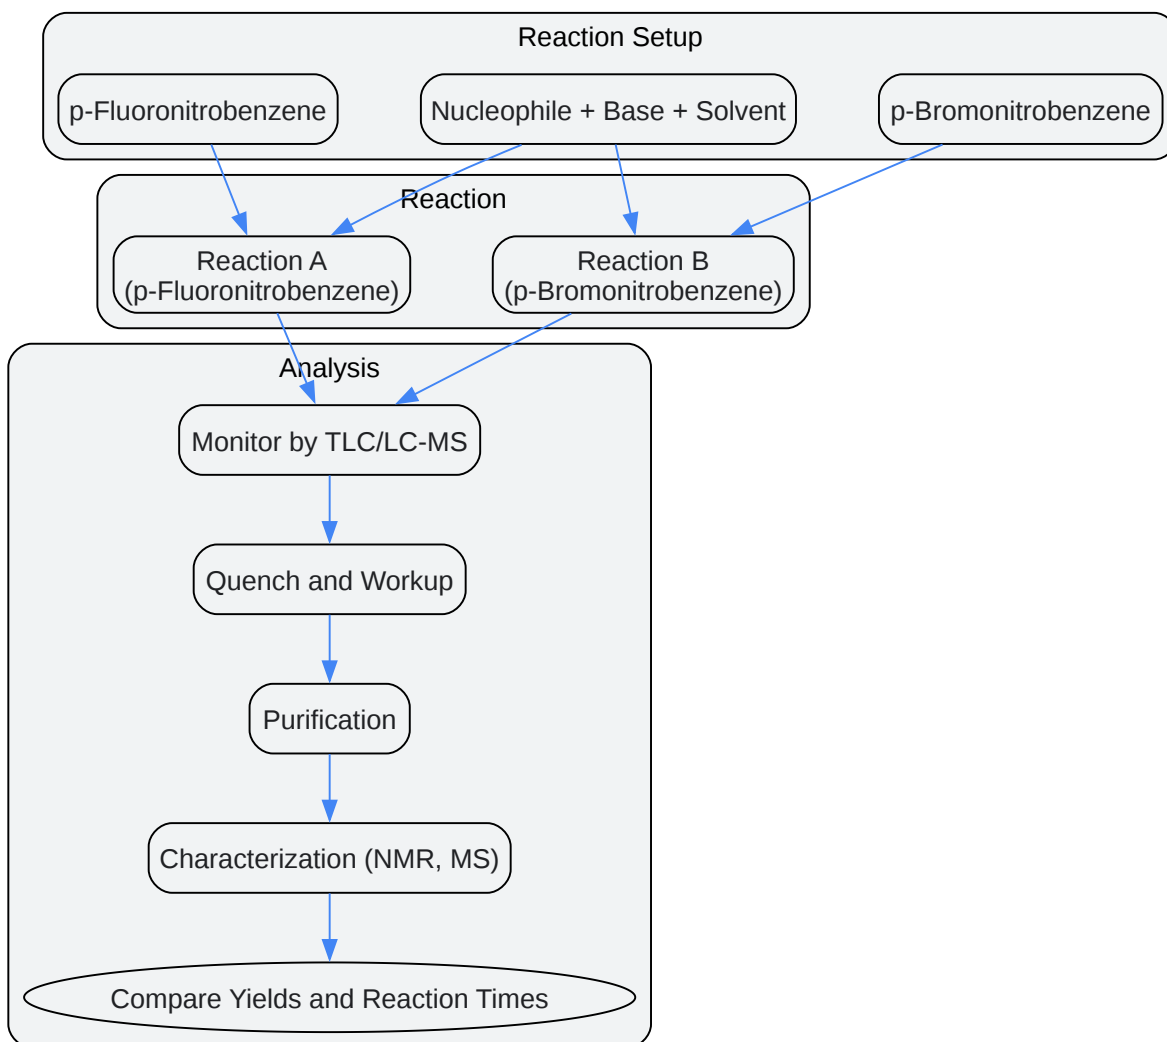 Reaction Setup
p-Fluoronitrobenzene
Nucleophile + Base + Solvent
p-Bromonitrobenzene
Reaction
Reaction A
(p-Fluoronitrobenzene)
Reaction B
(p-Bromonitrobenzene)
Analysis
Monitor by TLC/LC-MS
Quench and Workup
Purification
Characterization (NMR, MS)
Compare Yields and Reaction Times